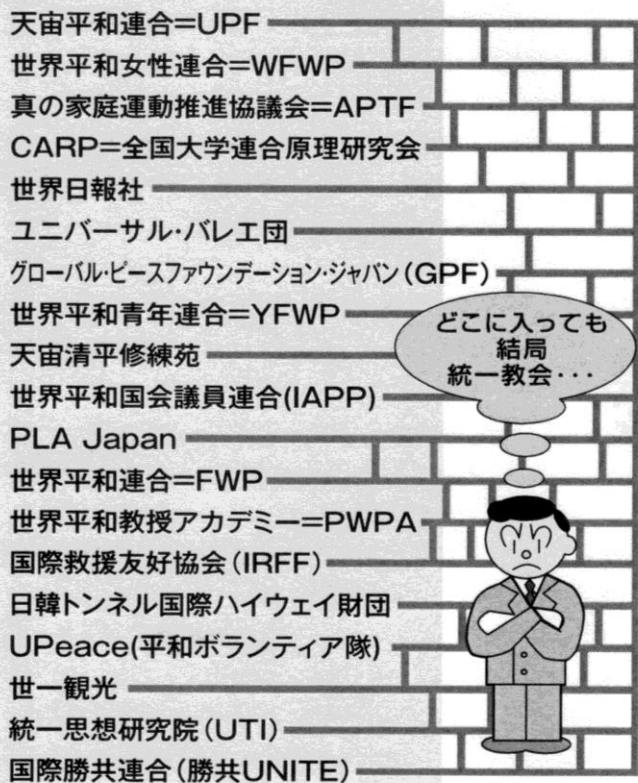 天宙平和連合=UPF
世界平和女性連合=WFWP
真の家庭運動推進協議会=APTF
CARP=全国大学連合原理研究会
世界日報社
ユニバーサル・バレエ団
グローバル・ピースファウンデーション・ジャパン(GPF)
世界平和青年連合=YFWP
天宙清平修練苑
世界平和国会議員連合(IAPP)
PLA Japan
世界平和連合=FWP
世界平和教授アカデミー=PWPA
国際救援友好協会(IRFF)
日韓トンネル国際ハイウェイ財団
UPeace(平和ボランティア隊)
世一観光
統一思想研究院(UTI)
国際勝共連合(勝共UNITE)
どこに入っても
結局
統一教会・・・